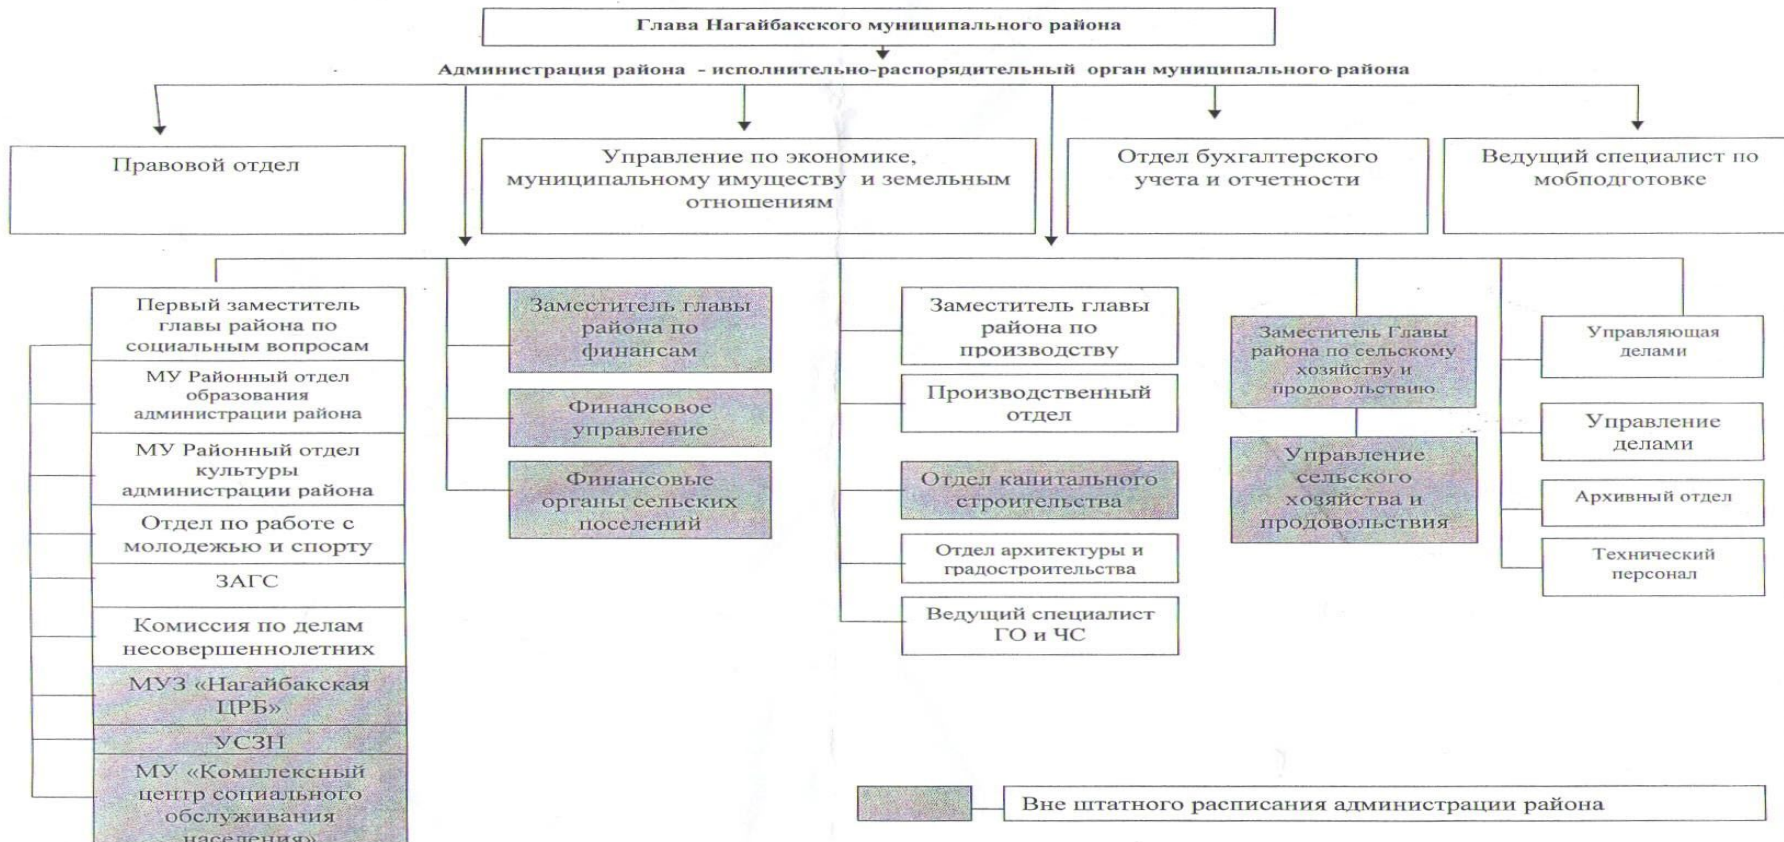 Глава Нагайбакского муниципального района
Администрация района - исполнительно-распорядительный орган муниципального района
Правовой отдел
Управление по экономике,
муниципальному имуществу и земельным
отношениям
Отдел бухгалтерского
учета и отчетности
Ведущий специалист по
мобподготовке
Первый заместитель
главы района по
социальным вопросам
МУ Районный отдел
образования
администрации района
МУ Районный отдел
культуры
администрации района
Отдел по работе с
молодежью и спорту
ЗАГС
Комиссия по делам
несовершеннолетних
МУЗ «Нагайбакская
ЦРБ»
УСЗН
МУ «Комплексный
центр социального
обслуживания
населения»
Заместитель главы
района по
финансам
Финансовое
управление
Финансовые
органы сельских
поселений
Заместитель главы
района по
производству
Производственный
отдел
Отдел капитального
строительства
Отдел архитектуры и
градостроительства
Ведущий специалист
ГО и ЧС
Заместитель Главы
района по сельскому
хозяйству и
продовольствию
Управление
сельского
хозяйства и
продовольствия
Управляющая
делами
Управление
делами
Архивный отдел
Технический
персонал
Вне штатного расписания администрации района